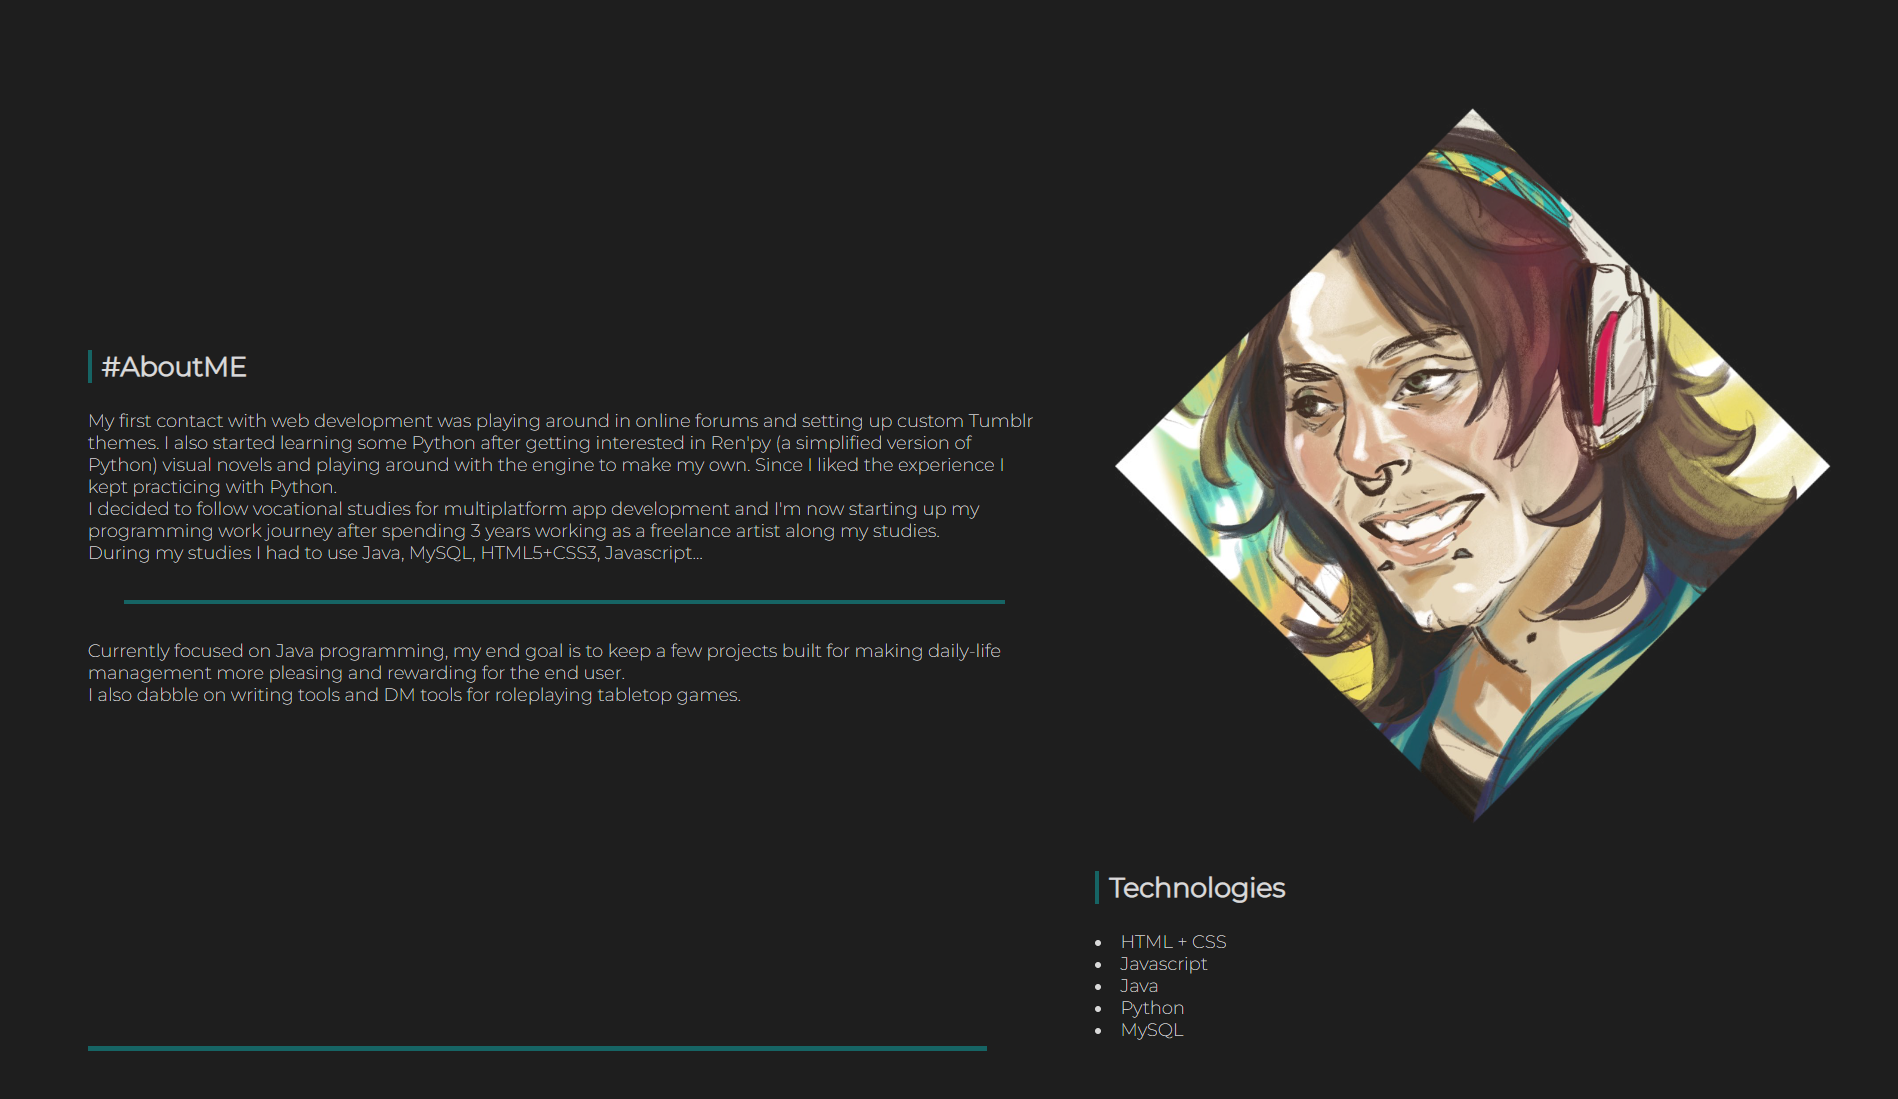 #AboutME
My first contact with web development was playing around in online forums and setting up custom Tumblr
themes. I also started learning some Python after getting interested in Ren'py (a simplified version of
Python) visual novels and playing around with the engine to make my own. Since I liked the experience I
kept practicing with Python.
I decided to follow vocational studies for multiplatform app development and I'm now starting up my
programming work journey after spending 3 years working as a freelance artist along my studies.
During my studies I had to use Java, MySQL, HTML5+CSS3, Javascript...
Currently focused on Java programming, my end goal is to keep a few projects built for making daily-life
management more pleasing and rewarding for the end user.
I also dabble on writing tools and DM tools for roleplaying tabletop games.
Technologies
• HTML + CSS
• Javascript
• Java
• Python
• MySQL